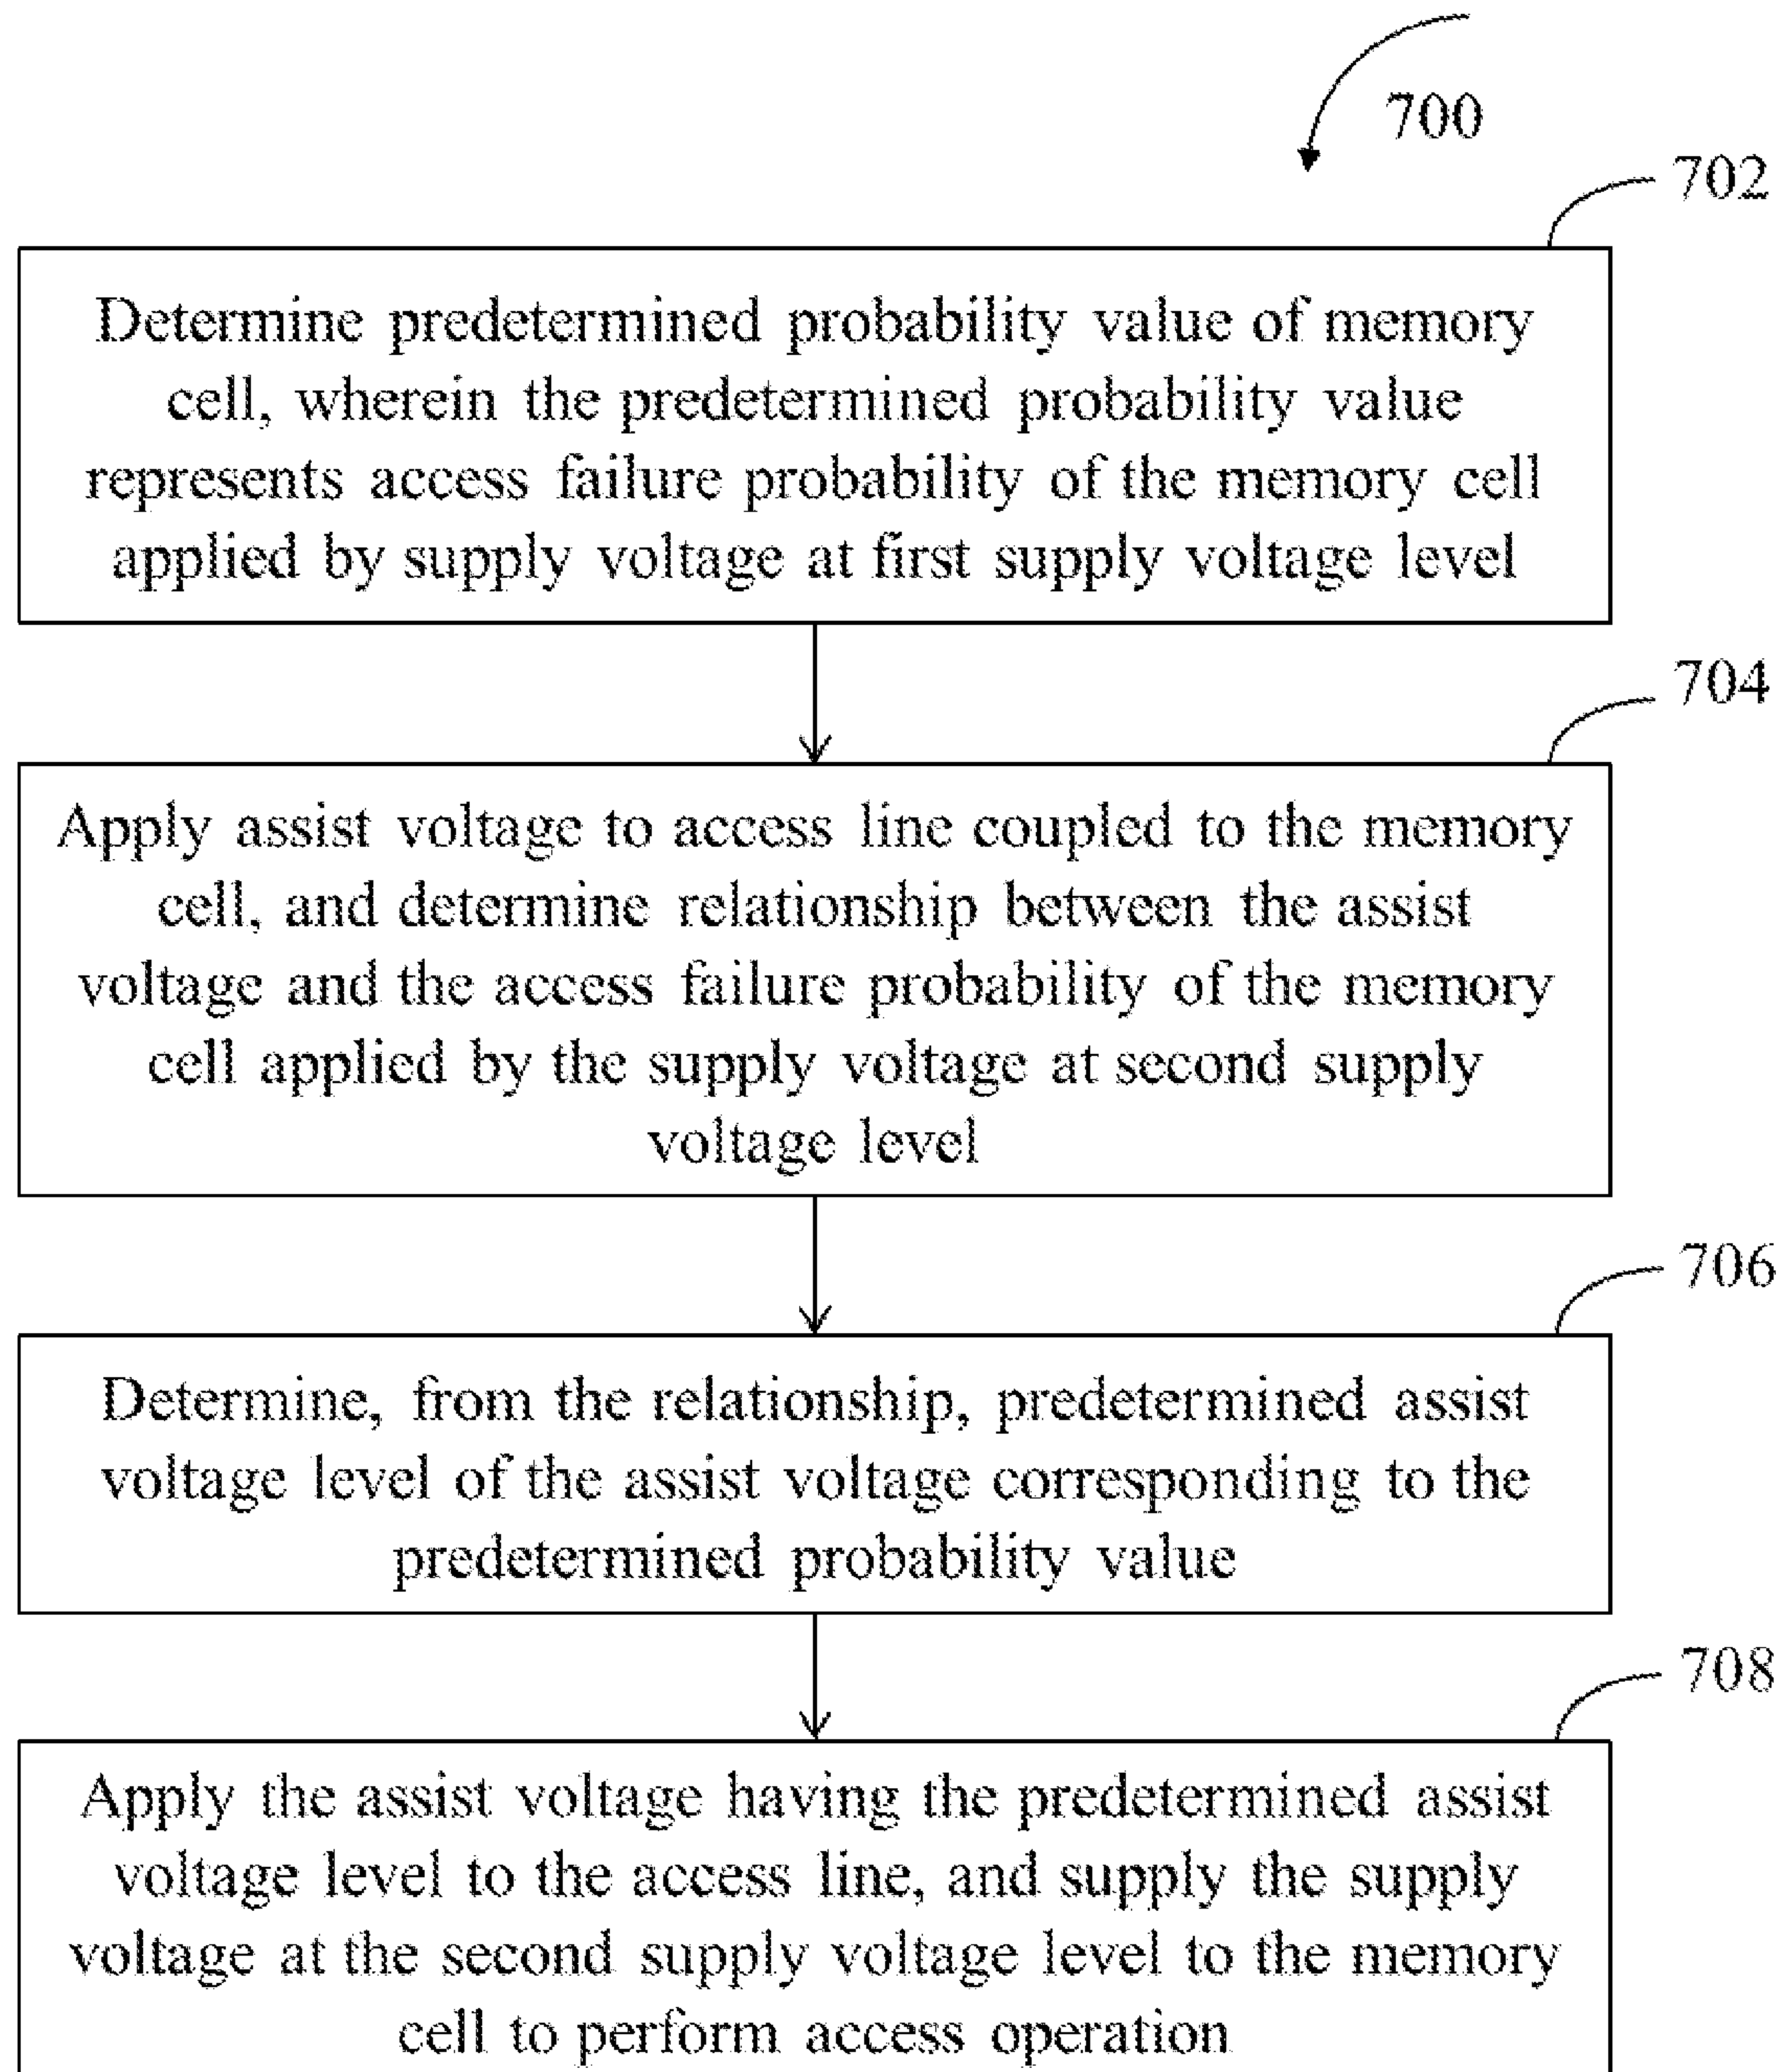 700
702
Determine predetermined probability value of memory
cell, wherein the predetermined probability value
represents access failure probability of the memory cell
applied by supply voltage at first supply voltage level
704
Apply assist voltage to access line coupled to the memory
cell, and determine relationship between the assist
voltage and the access failure probability of the memory
cell applied by the supply voltage at second supply
voltage level
706
Determine, from the relationship, predetermined assist
voltage level of the assist voltage corresponding to the
predetermined probability value
708
Apply the assist voltage having the predetermined assist
voltage level to the access line, and supply the supply
voltage at the second supply voltage level to the memory
cell to perform access operation